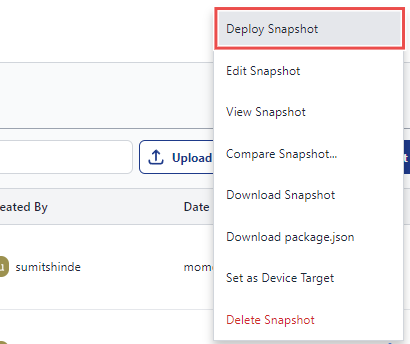 Deploy Snapshot
Edit Snapshot
View Snapshot
Compare Snapshot...
Upload
Download Snapshot
eated By
Date
Download package.json
u
sumitshinde
mom
Set as Device Target
Delete Snapshot